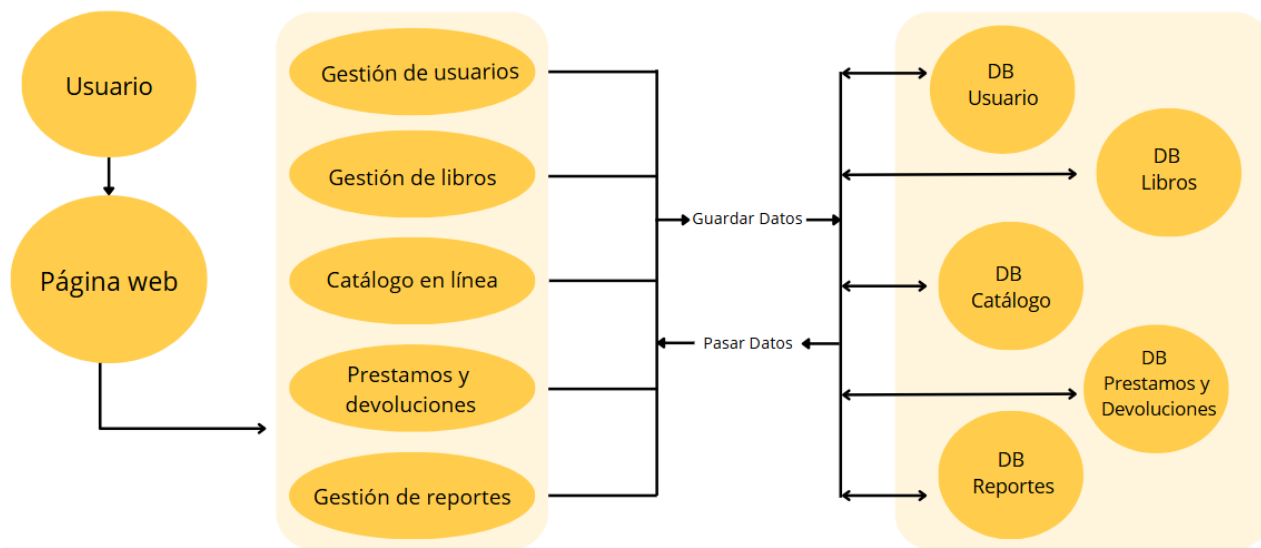 Usuario
Página web
Gestión de usuarios
Gestión de libros
Catálogo en línea
Prestamos y
devoluciones
Gestión de reportes
Guardar Datos
Pasar Datos
DB
Usuario
DB
Libros
DB
Catálogo
DB
Prestamos y
Devoluciones
DB
Reportes